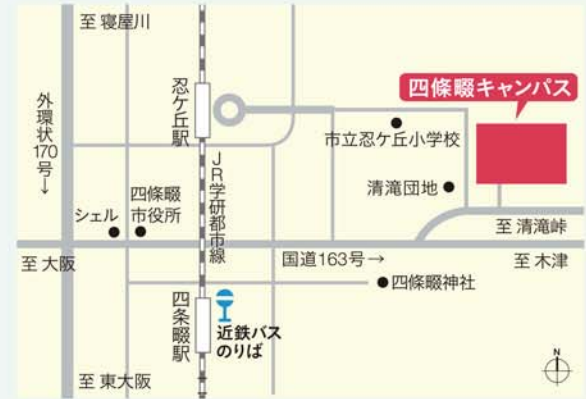 至 寝屋川
忍ケ丘駅
四條畷キャンパス
外環状170号→
市立忍ケ丘小学校
JR学研都市線
清滝団地
四條畷
市役所
シェル
至 清滝峠
至 大阪
国道163号→
至 木津
四條畷神社
四条畷駅
近鉄バス
のりば
至 東大阪
N